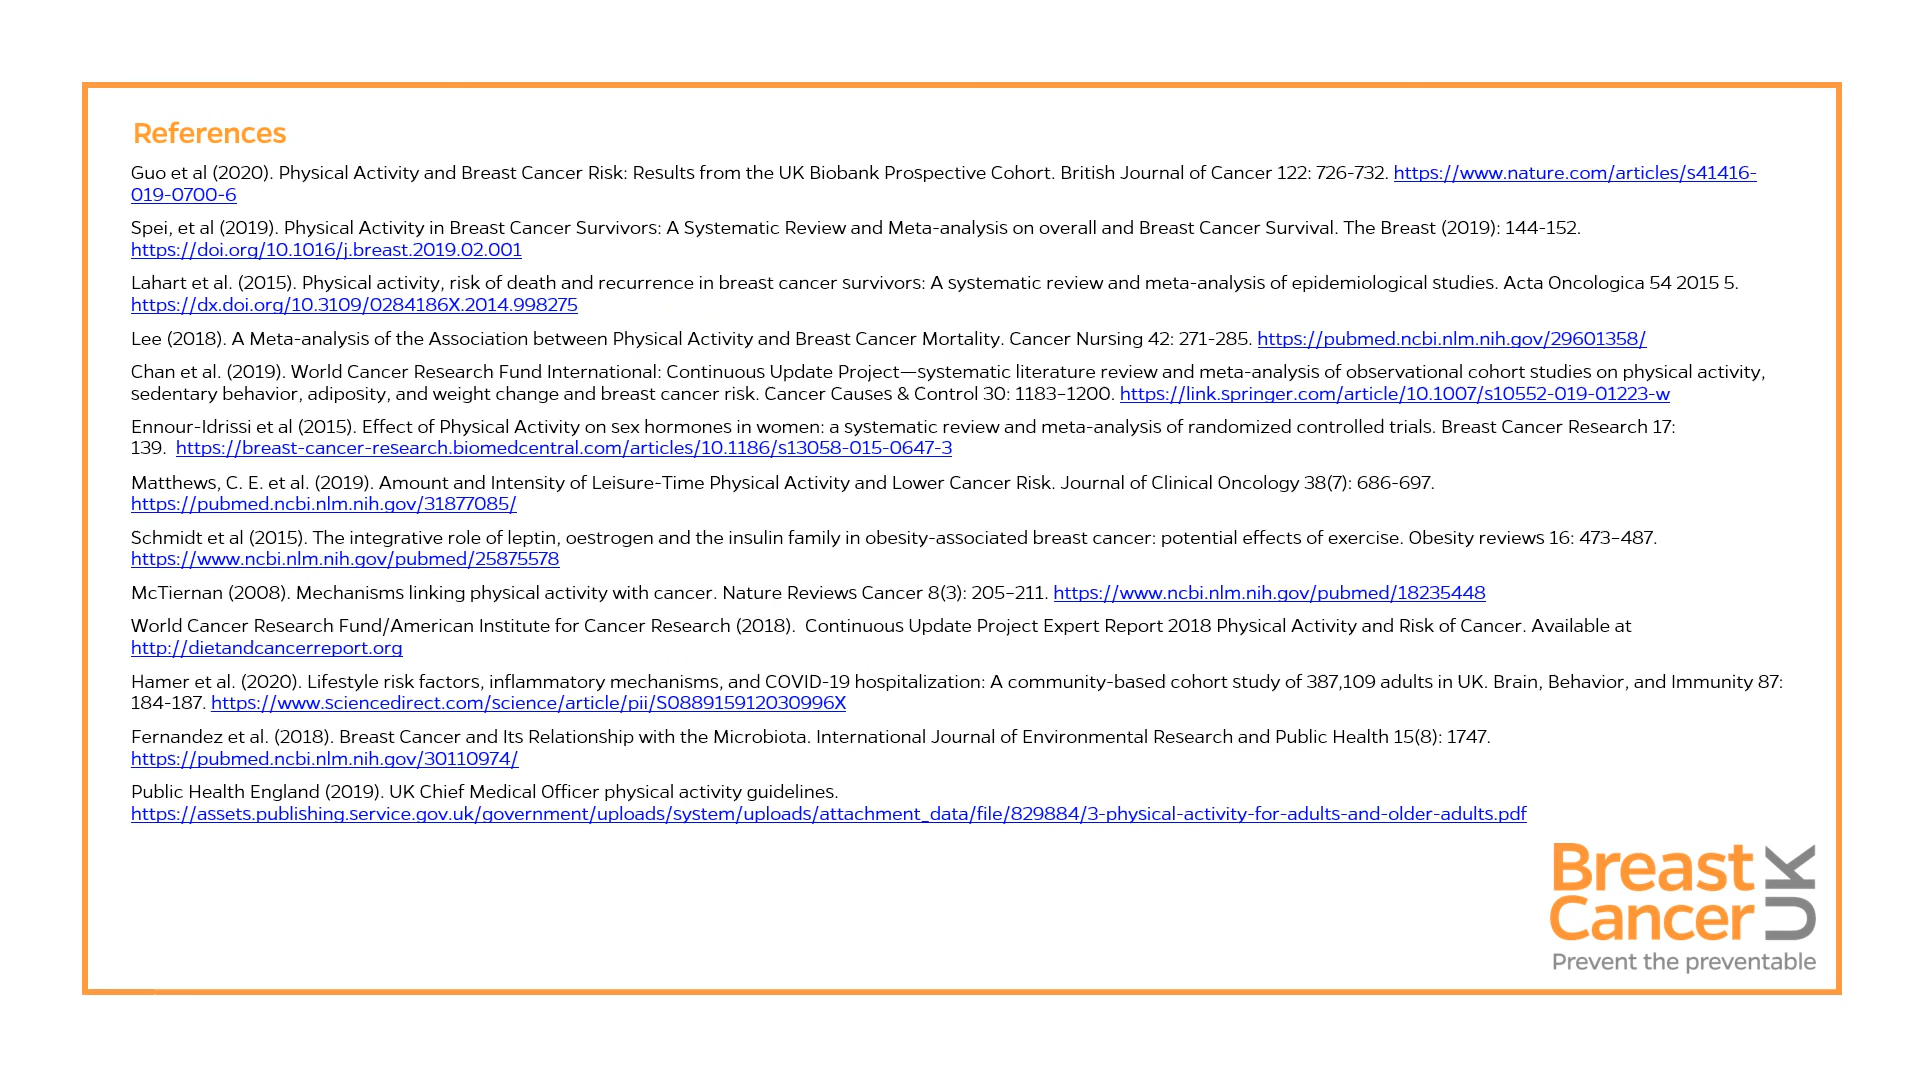 References
Guo et al (2020). Physical Activity and Breast Cancer Risk: Results from the UK Biobank Prospective Cohort. British Journal of Cancer 122: 726-732. https://www.nature.com/articles/s41416-
019-0700-6
Spei, et al (2019). Physical Activity in Breast Cancer Survivors: A Systematic Review and Meta-analysis on overall and Breast Cancer Survival. The Breast (2019): 144-152.
https://doi.org/10.1016/j.breast.2019.02.001
Lahart et al. (2015). Physical activity, risk of death and recurrence in breast cancer survivors: A systematic review and meta-analysis of epidemiological studies. Acta Oncologica 54 2015 5.
https://dx.doi.org/10.3109/0284186X.2014.998275
Lee (2018). A Meta-analysis of the Association between Physical Activity and Breast Cancer Mortality. Cancer Nursing 42: 271-285. https://pubmed.ncbi.nlm.nih.gov/29601358/
Chan et al. (2019). World Cancer Research Fund International: Continuous Update Project—systematic literature review and meta-analysis of observational cohort studies on physical activity,
sedentary behavior, adiposity, and weight change and breast cancer risk. Cancer Causes & Control 30: 1183–1200. https://link.springer.com/article/10.1007/s10552-019-01223-w
Ennour-Idrissi et al (2015). Effect of Physical Activity on sex hormones in women: a systematic review and meta-analysis of randomized controlled trials. Breast Cancer Research 17:
139. https://breast-cancer-research.biomedcentral.com/articles/10.1186/s13058-015-0647-3
Matthews, C. E. et al. (2019). Amount and Intensity of Leisure-Time Physical Activity and Lower Cancer Risk. Journal of Clinical Oncology 38(7): 686-697.
https://pubmed.ncbi.nlm.nih.gov/31877085/
Schmidt et al (2015). The integrative role of leptin, oestrogen and the insulin family in obesity-associated breast cancer: potential effects of exercise. Obesity reviews 16: 473–487.
https://www.ncbi.nlm.nih.gov/pubmed/25875578
McTiernan (2008). Mechanisms linking physical activity with cancer. Nature Reviews Cancer 8(3): 205–211. https://www.ncbi.nlm.nih.gov/pubmed/18235448
World Cancer Research Fund/American Institute for Cancer Research (2018). Continuous Update Project Expert Report 2018 Physical Activity and Risk of Cancer. Available at
http://dietandcancerreport.org
Hamer et al. (2020). Lifestyle risk factors, inflammatory mechanisms, and COVID-19 hospitalization: A community-based cohort study of 387,109 adults in UK. Brain, Behavior, and Immunity 87:
184-187. https://www.sciencedirect.com/science/article/pii/S088915912030996X
Fernandez et al. (2018). Breast Cancer and Its Relationship with the Microbiota. International Journal of Environmental Research and Public Health 15(8): 1747.
https://pubmed.ncbi.nlm.nih.gov/30110974/
Public Health England (2019). UK Chief Medical Officer physical activity guidelines.
https://assets.publishing.service.gov.uk/government/uploads/system/uploads/attachment_data/file/829884/3-physical-activity-for-adults-and-older-adults.pdf
Breast
Cancer
UK
Prevent the preventable